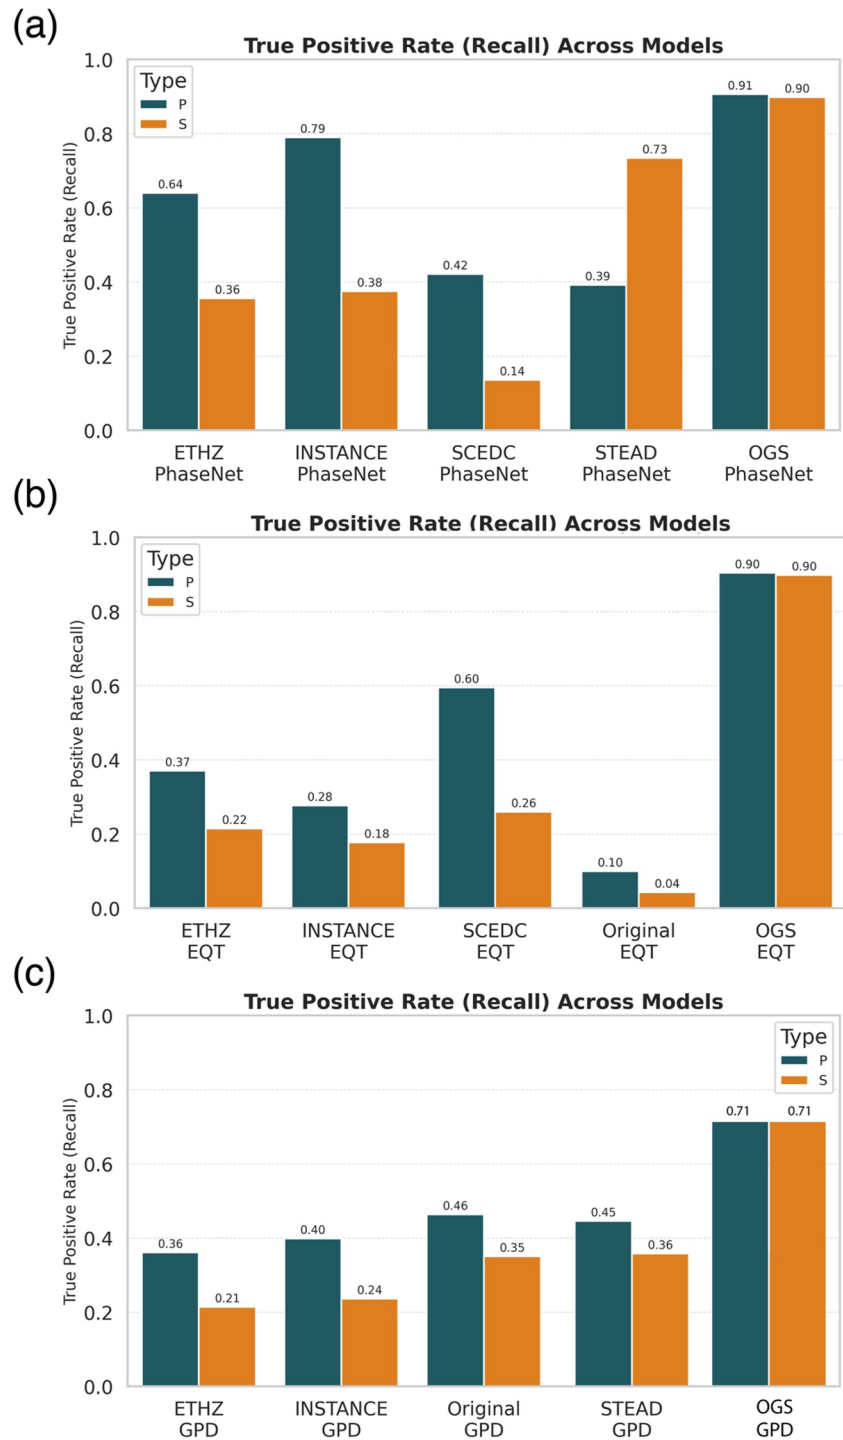 (a)
True Positive Rate (Recall) Across Models
True Positive Rate (Recall)
1.0
0.8
0.6
0.4
0.2
0.0
Type
P
S
0.64
0.36
0.79
0.38
0.42
0.14
0.39
0.73
0.91
0.90
ETHZ
PhaseNet
INSTANCE
PhaseNet
SCEDC
PhaseNet
STEAD
PhaseNet
OGS
PhaseNet
(b)
True Positive Rate (Recall) Across Models
True Positive Rate (Recall)
1.0
0.8
0.6
0.4
0.2
0.0
Type
P
S
0.37
0.22
0.28
0.18
0.60
0.26
0.10
0.04
0.90
0.90
ETHZ
EQT
INSTANCE
EQT
SCEDC
EQT
Original
EQT
OGS
EQT
(c)
True Positive Rate (Recall) Across Models
True Positive Rate (Recall)
1.0
0.8
0.6
0.4
0.2
0.0
Type
P
S
0.36
0.21
0.40
0.24
0.46
0.35
0.45
0.36
0.71
0.71
ETHZ
GPD
INSTANCE
GPD
Original
GPD
STEAD
GPD
OGS
GPD